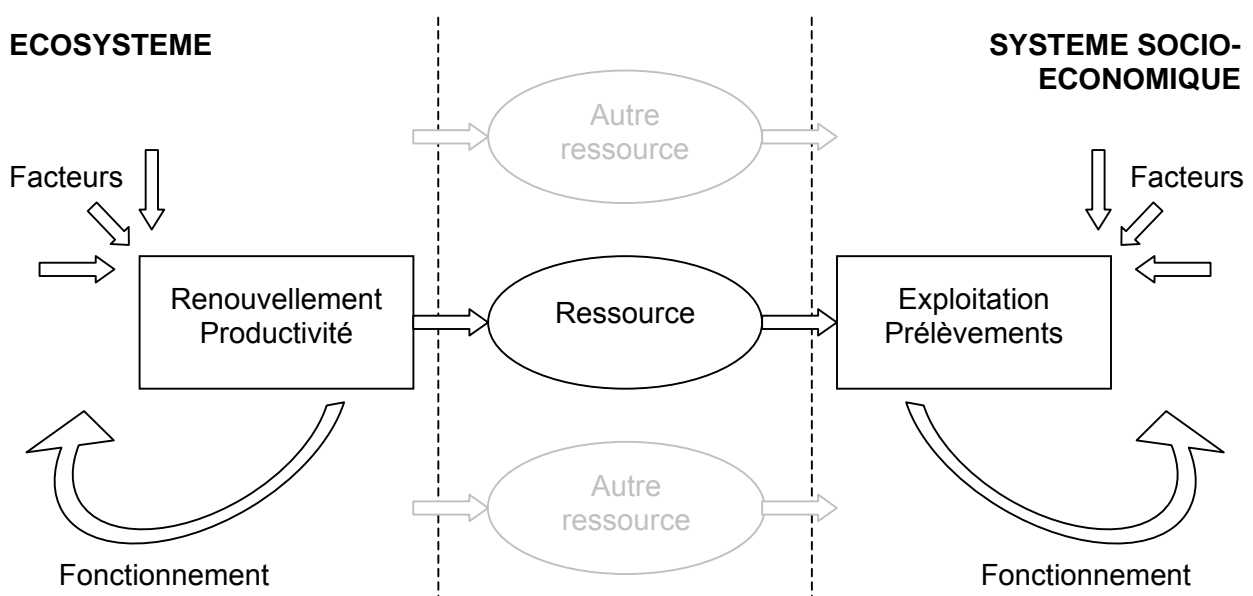 ECOSYSTEME
SYSTEME SOCIO-
ECONOMIQUE
Autre
ressource
Facteurs
Facteurs
Renouvellement
Productivité
Ressource
Exploitation
Prélèvements
Autre
ressource
Fonctionnement
Fonctionnement